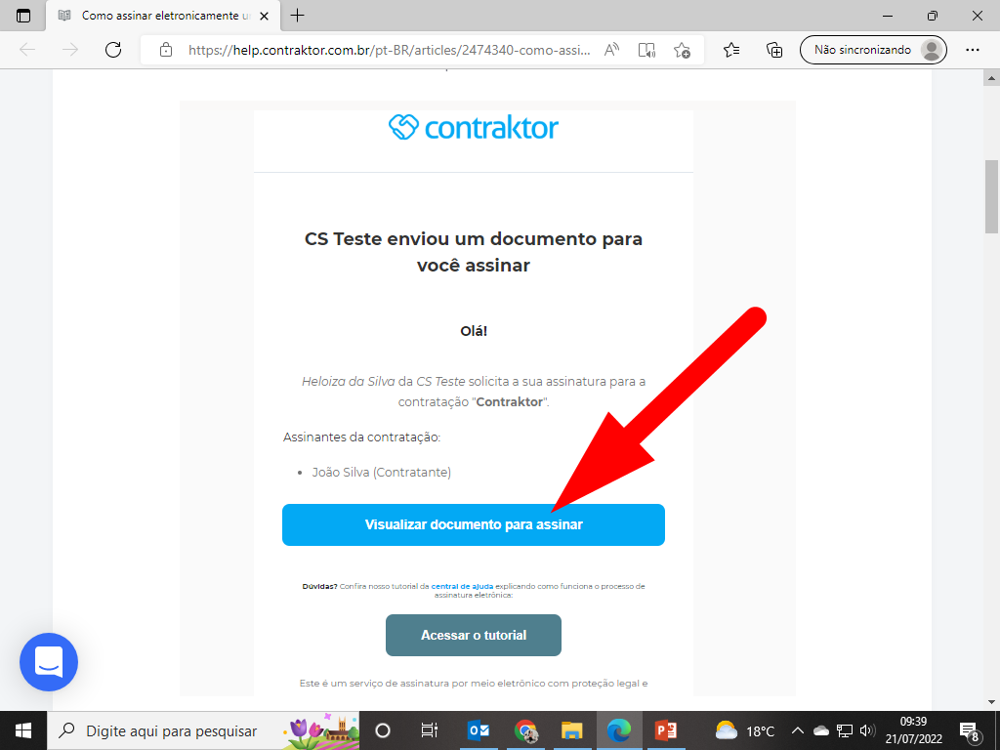 Como assinar eletronicamente u
https://help.contraktor.com.br/pt-BR/articles/2474340-como-assi...
Não sincronizando
contraktor
CS Teste enviou um documento para
você assinar
Olá!
Heloiza da Silva da CS Teste solicita a sua assinatura para a
contratação "Contraktor".
Assinantes da contratação:
• João Silva (Contratante)
Visualizar documento para assinar
Dúvidas? Confira nosso tutorial da central de ajuda explicando como funciona o processo de
assinatura eletrônica:
Acessar o tutorial
Este é um serviço de assinatura por meio eletrônico com proteção legal e
Digite aqui para pesquisar
18°C
09:39
21/07/2022
8